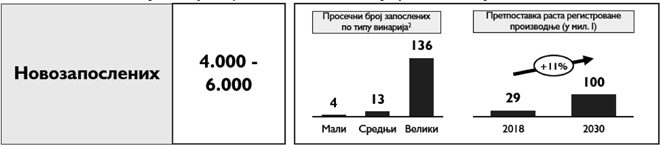 Новозапослених
4.000 -
6.000
Просечни број запослених
по типу винарија²
4
13
136
Мали
Средњи
Велики
Претпоставка раста регистроване
производње (у мил. l)
+11%
29
100
2018
2030